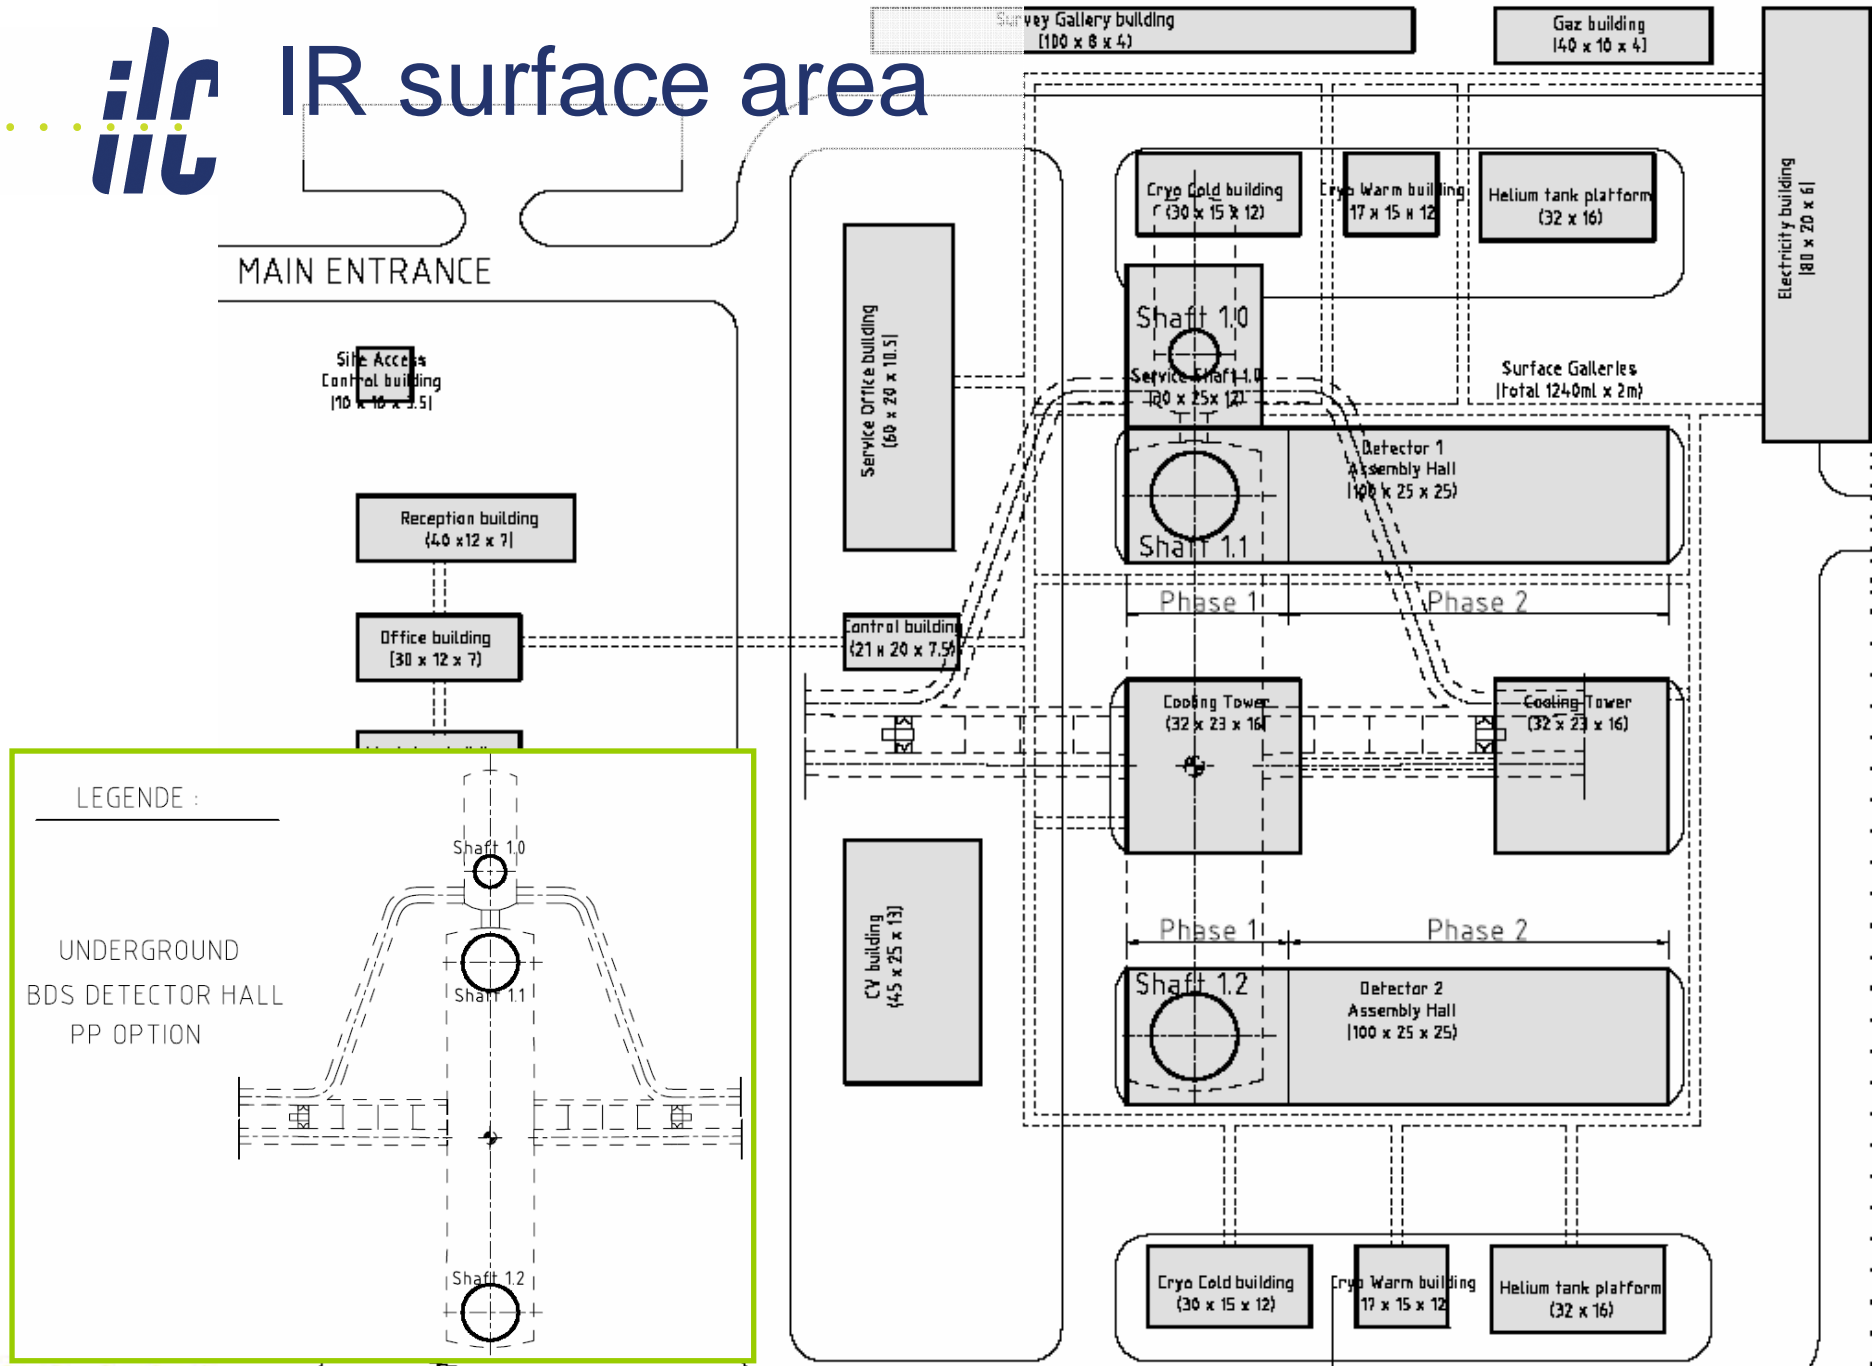 IR surface area
ilc
Survey Gallery building
(100 x 8 x 4)
Gaz building
(40 x 10 x 4)
Electricity building
(80 x 20 x 6)
MAIN ENTRANCE
Cryo Cold building
(30 x 15 x 12)
Cryo Warm building
17 x 15 x 12
Helium tank platform
(32 x 16)
Service Office building
(60 x 20 x 10.5)
Shaft 1.0
Service Shaft 1.0
Site Access
Control building
Surface Galleries
(total 1240ml x 2m)
Detector 1
Assembly Hall
(100 x 25 x 25)
Shaft 1.1
Reception building
(40 x12 x 7)
Phase 1
Phase 2
Office building
(30 x 12 x 7)
Control building
(21 x 20 x 7.5)
Cooling Tower
(32 x 23 x 16)
Cooling Tower
(32 x 23 x 16)
CV building
(45 x 25 x 13)
Phase 1
Phase 2
Shaft 1.2
Detector 2
Assembly Hall
(100 x 25 x 25)
Cryo Cold building
(30 x 15 x 12)
Cryo Warm building
17 x 15 x 12
Helium tank platform
(32 x 16)
LEGENDE :
Shaft 1.0
UNDERGROUND
BDS DETECTOR HALL
PP OPTION
Shaft 1.1
Shaft 1.2